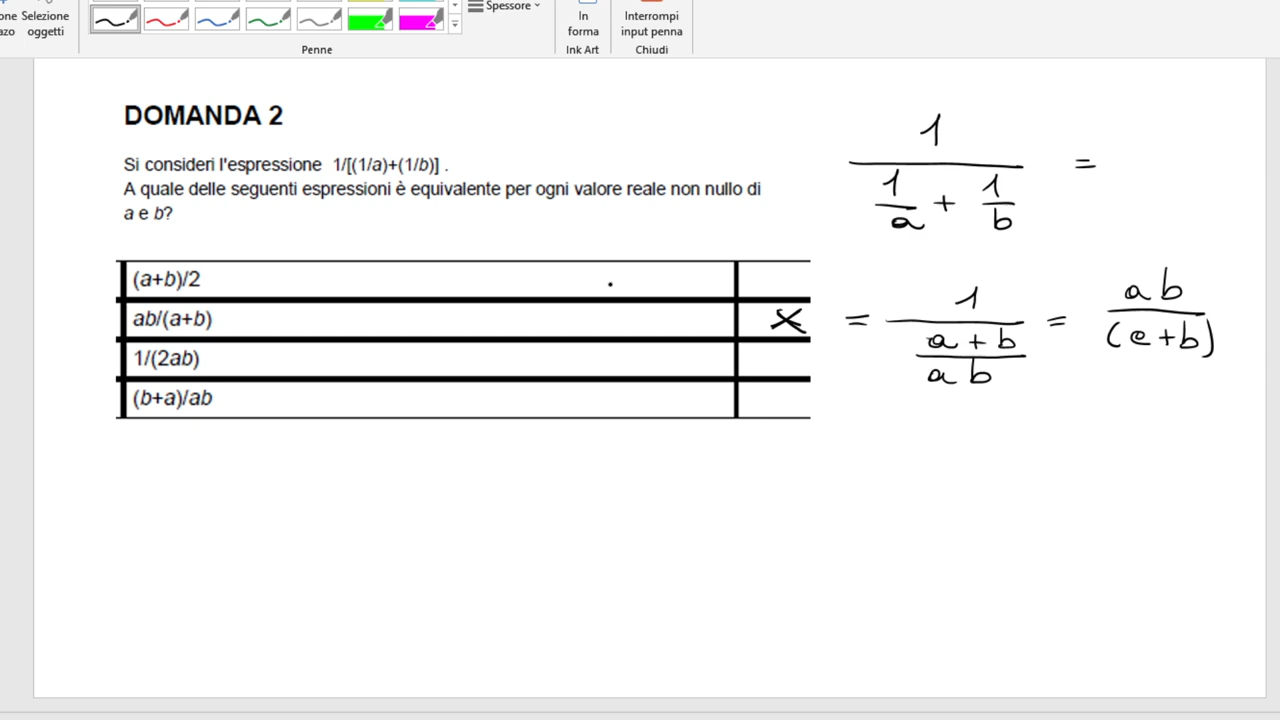 Selezione
oggetti
Spessore
In
forma
Interrompi
input penna
Penne
Ink Art
Chiudi
DOMANDA 2
Si consideri l'espressione 1/[(1/a)+(1/b)] .
A quale delle seguenti espressioni è equivalente per ogni valore reale non nullo di
a e b?
(a+b)/2
ab/(a+b) x
1/(2ab)
(b+a)/ab
1
1 + 1 =
a b
= 1 = ab
a + b (a+b)
a b